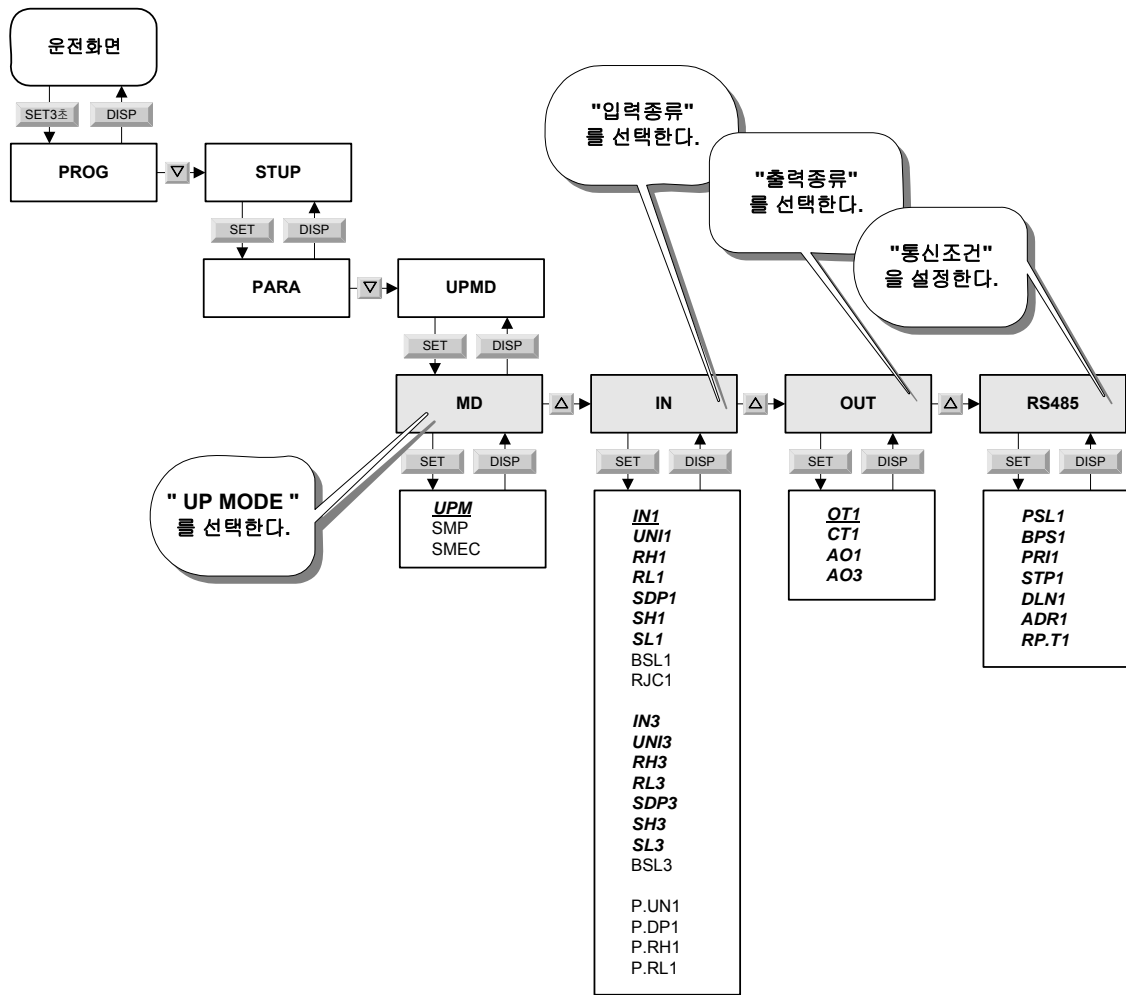 운전화면
SET3초
DISP
PROG
▽
STUP
SET
DISP
PARA
▽
UPMD
SET
DISP
"입력종류"
를 선택한다.
"출력종류"
를 선택한다.
"통신조건"
을 설정한다.
MD
△
IN
△
OUT
△
RS485
" UP MODE "
를 선택한다.
SET
DISP
UPM
SMP
SMEC
SET
DISP
IN1
UNI1
RH1
RL1
SDP1
SH1
SL1
BSL1
RJC1
IN3
UNI3
RH3
RL3
SDP3
SH3
SL3
BSL3
P.UN1
P.DP1
P.RH1
P.RL1
SET
DISP
OT1
CT1
AO1
AO3
SET
DISP
PSL1
BPS1
PRI1
STP1
DLN1
ADR1
RP.T1